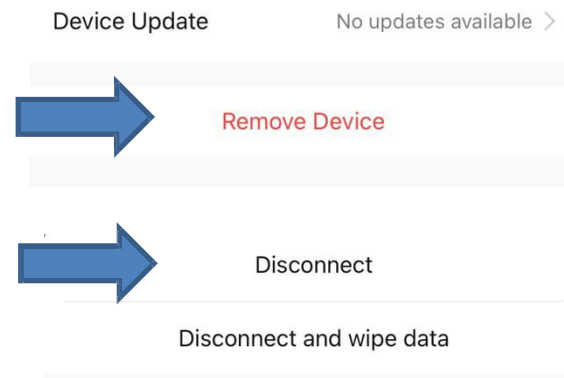 Device Update No updates available
Remove Device
Disconnect
Disconnect and wipe data